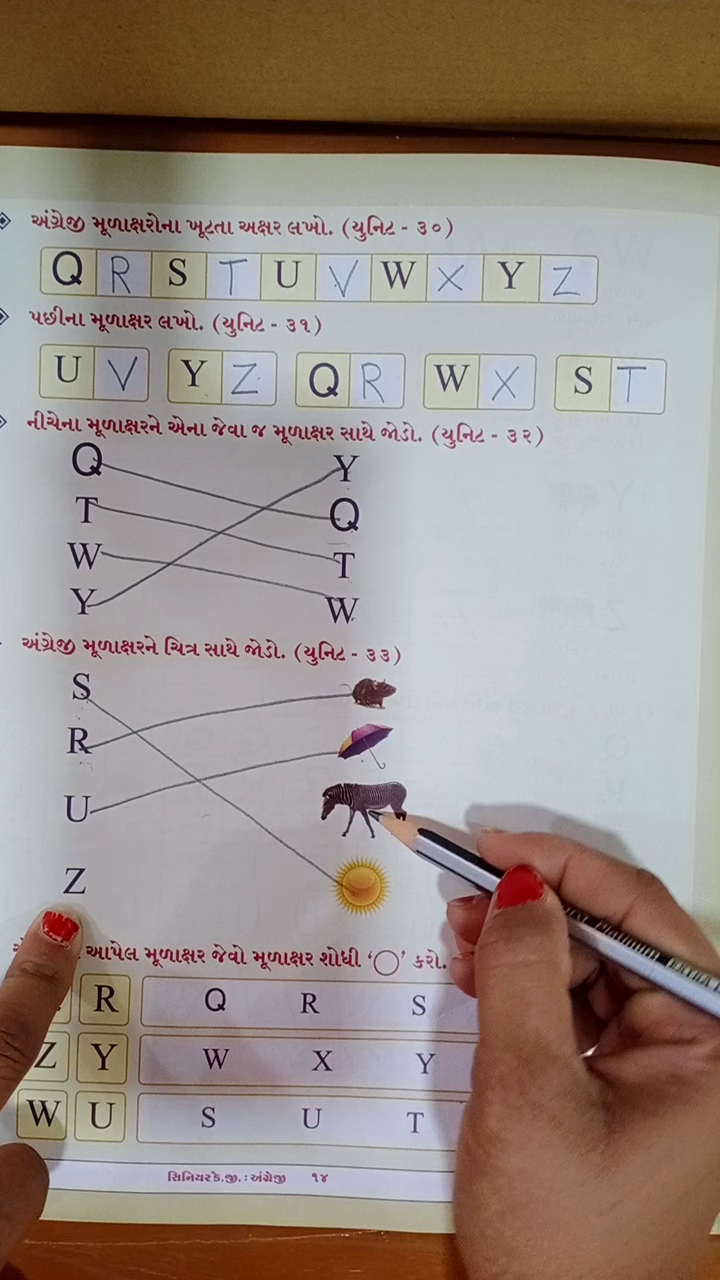 અંગ્રેજી મૂળાક્ષરોના ખૂટતા અક્ષર લખો. (યુનિટ - ૩૦)
Q R S T U V W X Y Z
પછીના મૂળાક્ષર લખો. (યુનિટ - ૩૧)
U V Y Z Q R W X S T
નીચેના મૂળાક્ષરને એના જેવા જ મૂળાક્ષર સાથે જોડો. (યુનિટ - ૩૨)
Q Y
T Q
W T
Y W
અંગ્રેજી મૂળાક્ષરને ચિત્ર સાથે જોડો. (યુનિટ - ૩૩)
S
R
U
Z
આપેલ મૂળાક્ષર જેવો મૂળાક્ષર શોધી ‘○’ કરો.
R Q R S
Z Y W X Y
W U S U T
સિનિયર કે.જી. : અંગ્રેજી ૧૪